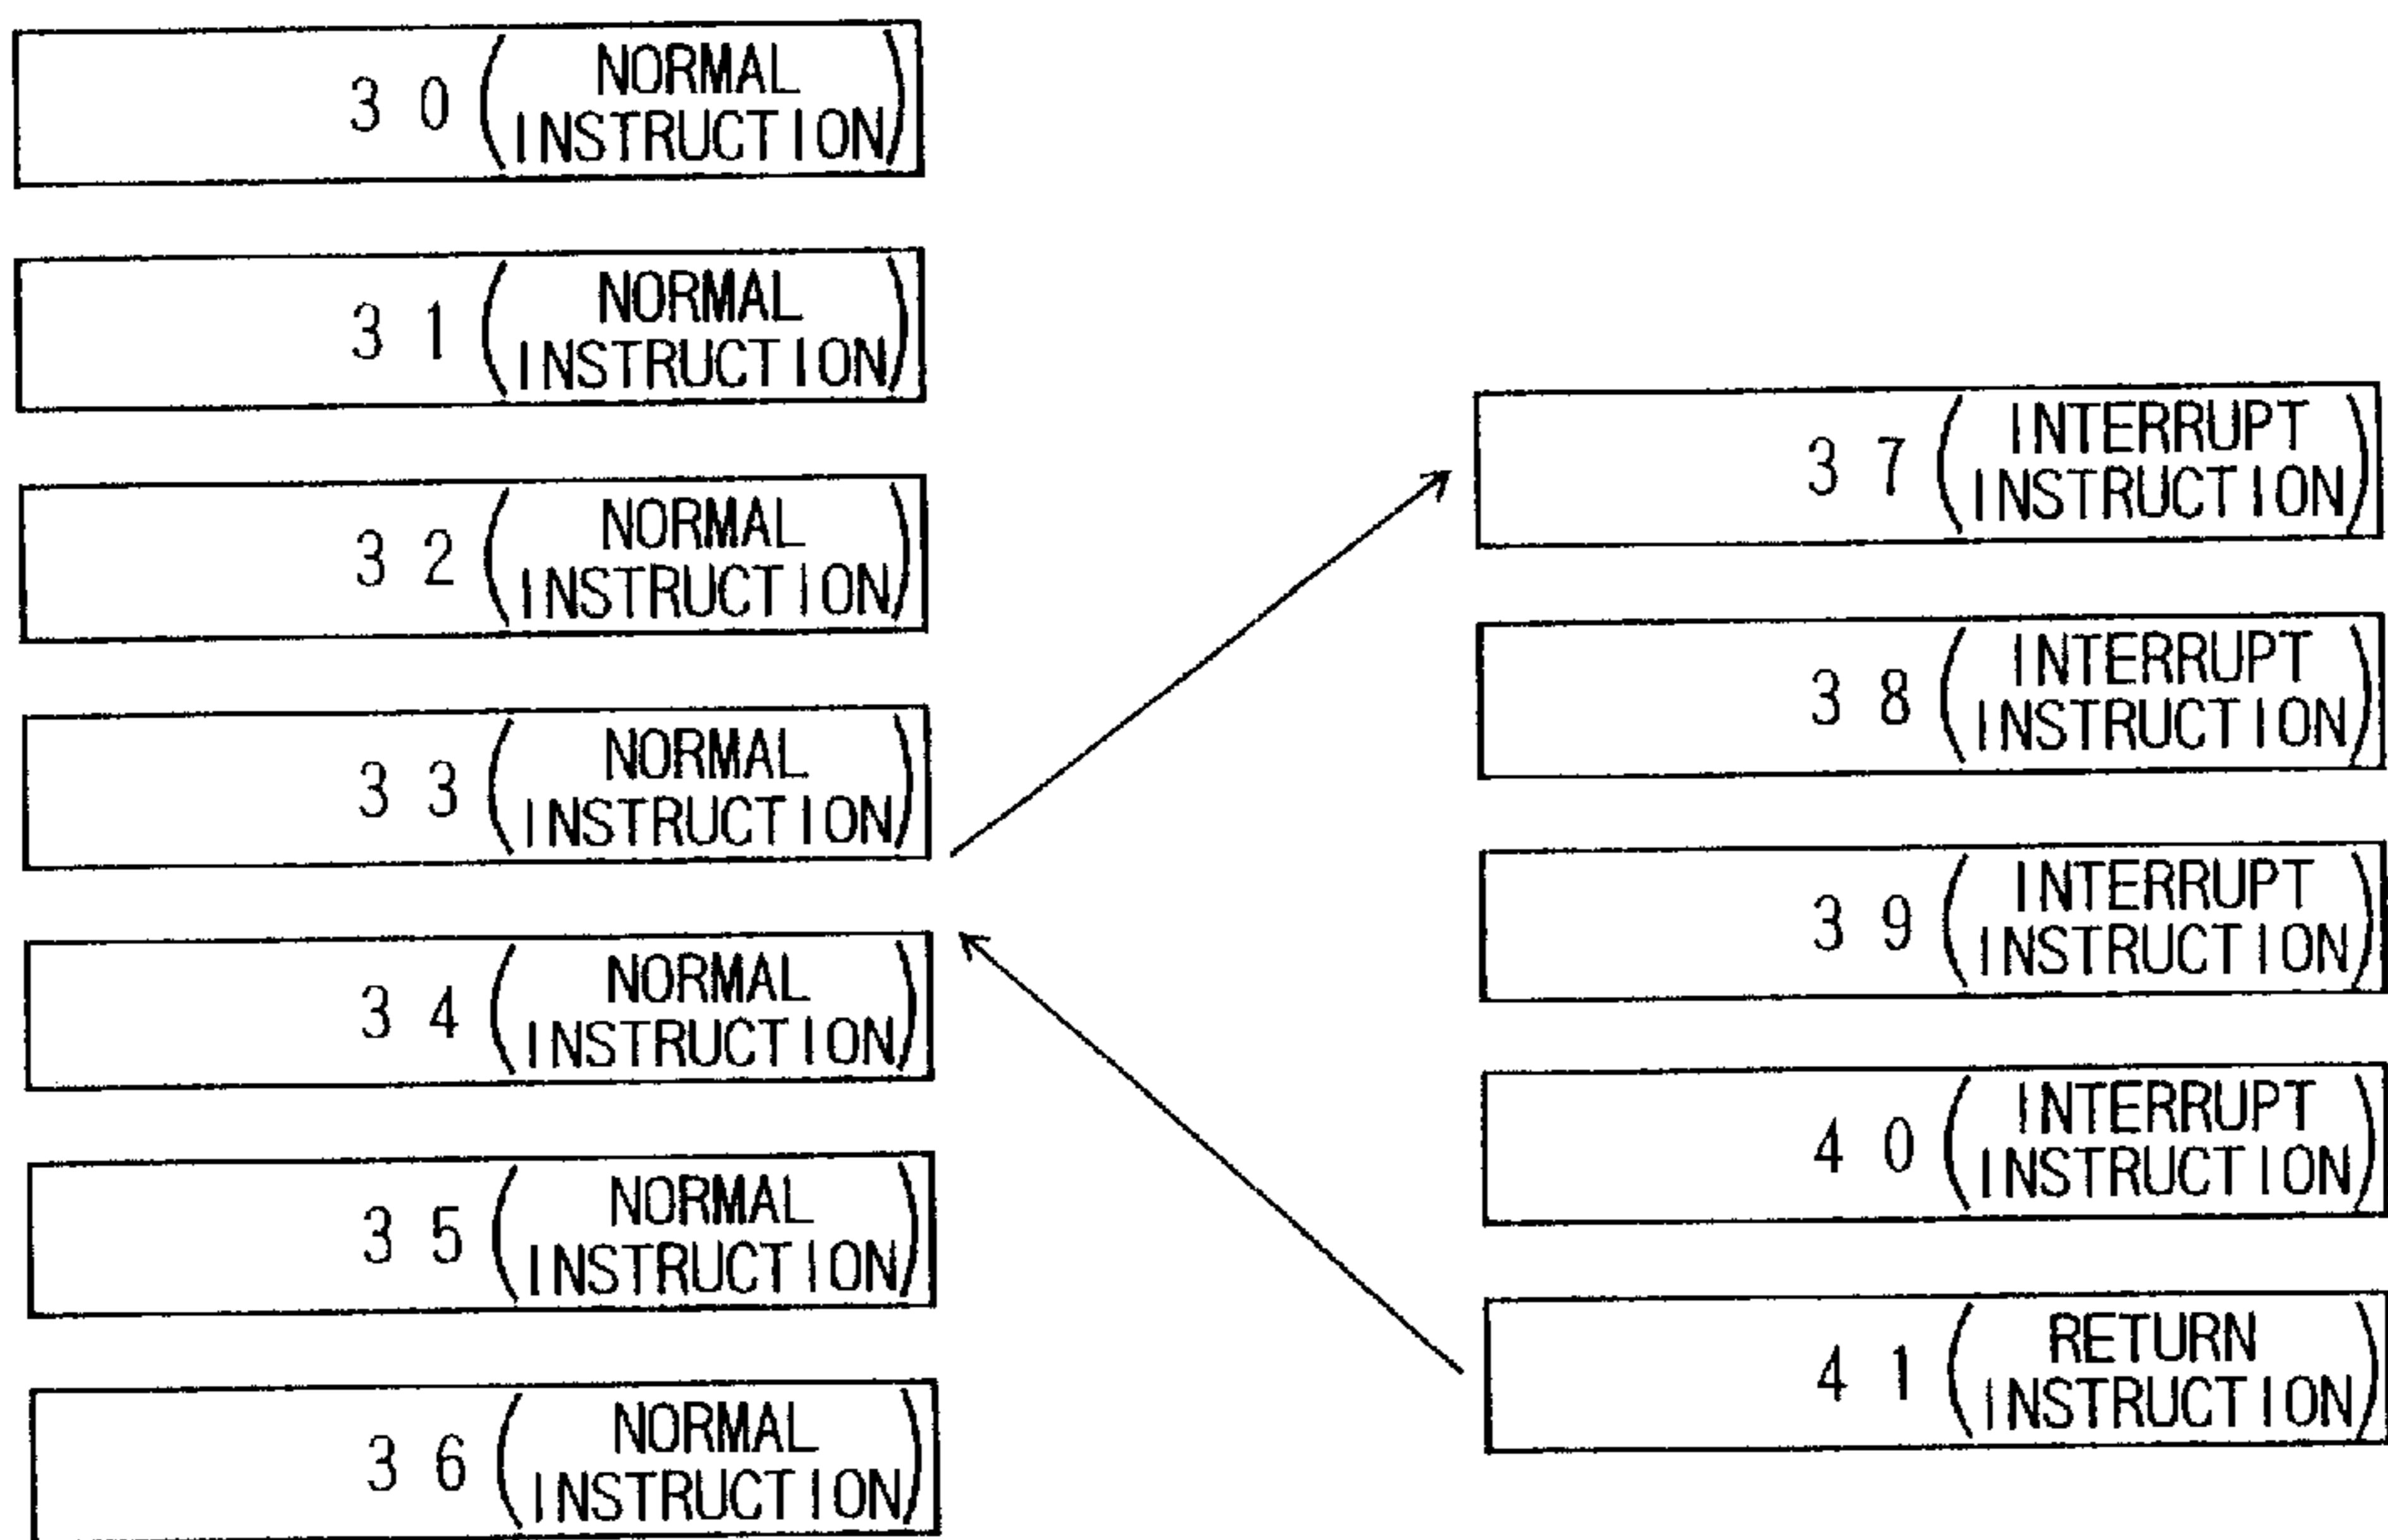 30 (NORMAL
INSTRUCTION)
31 (NORMAL
INSTRUCTION)
32 (NORMAL
INSTRUCTION)
33 (NORMAL
INSTRUCTION)
34 (NORMAL
INSTRUCTION)
35 (NORMAL
INSTRUCTION)
36 (NORMAL
INSTRUCTION)
37 (INTERRUPT
INSTRUCTION)
38 (INTERRUPT
INSTRUCTION)
39 (INTERRUPT
INSTRUCTION)
40 (INTERRUPT
INSTRUCTION)
41 (RETURN
INSTRUCTION)